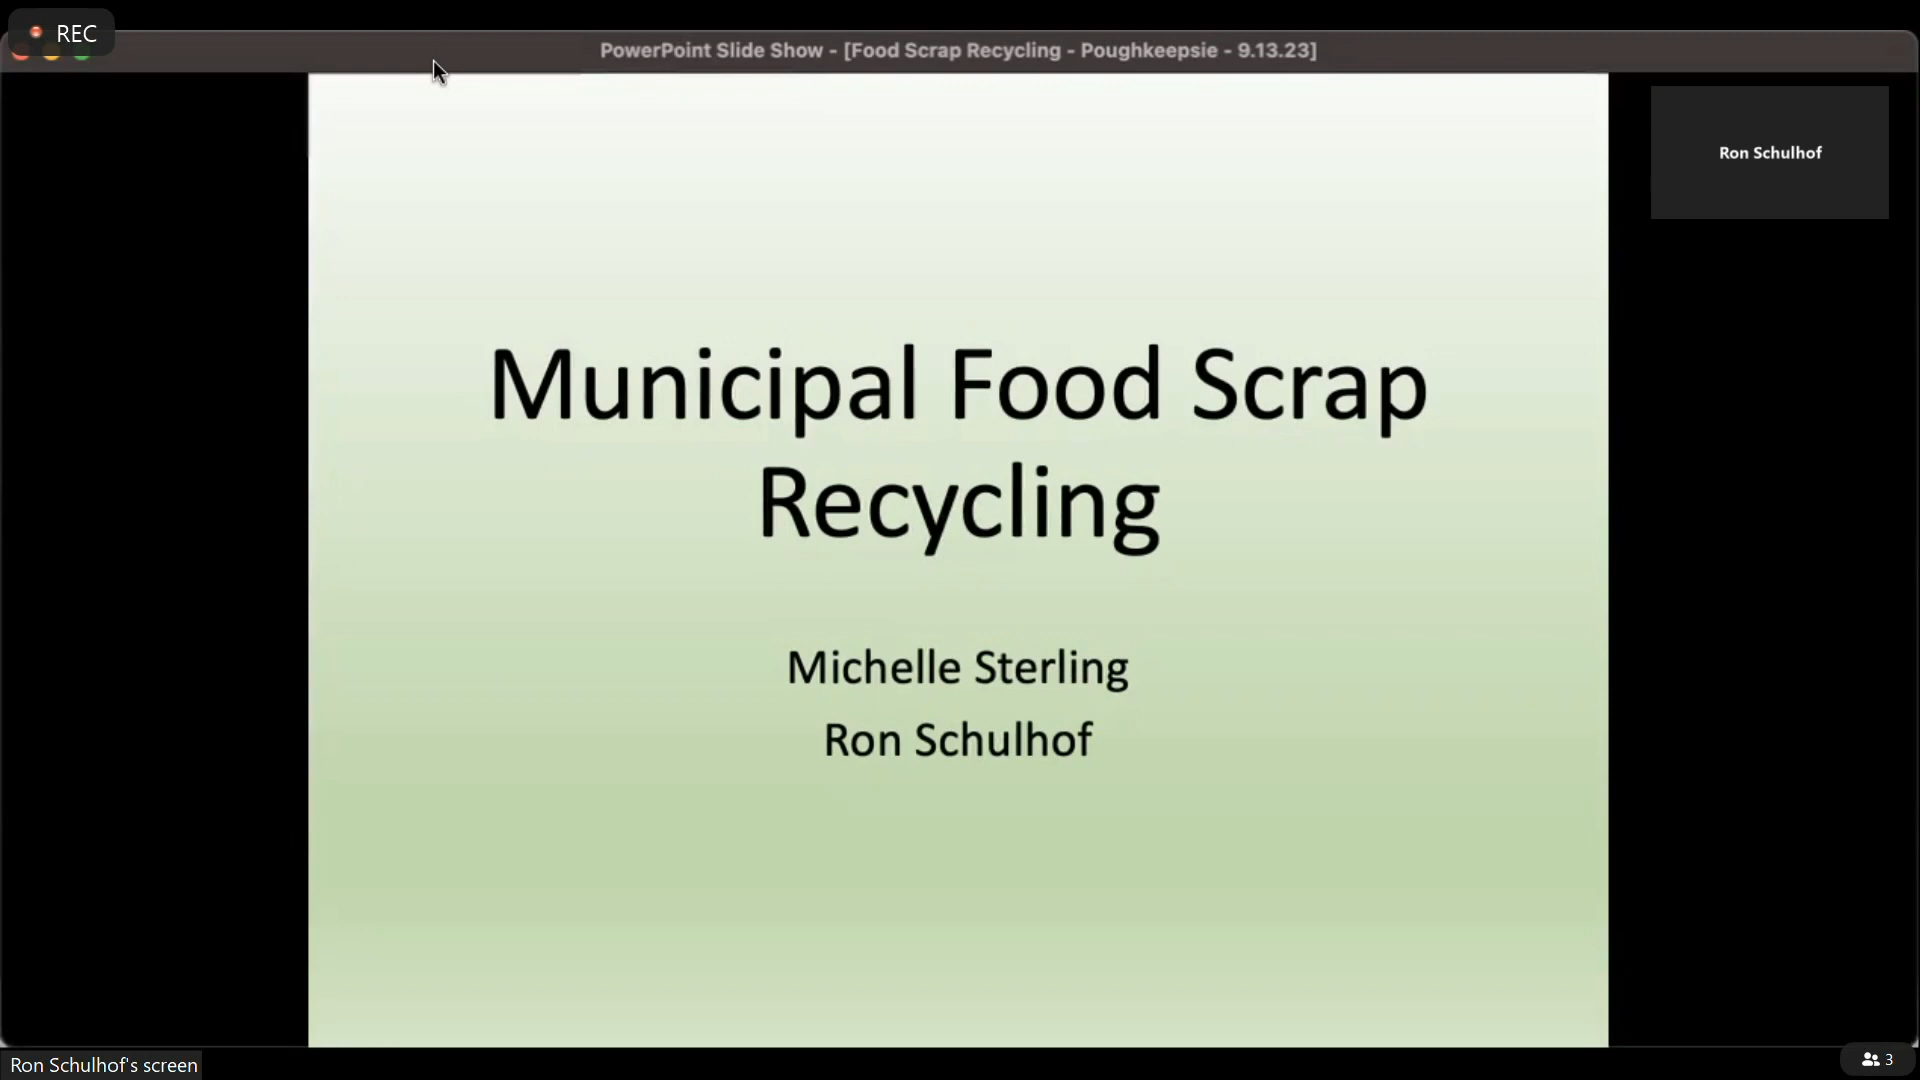 REC
PowerPoint Slide Show - [Food Scrap Recycling - Poughkeepsie - 9.13.23]
Ron Schulhof
Municipal Food Scrap
Recycling
Michelle Sterling
Ron Schulhof
Ron Schulhof's screen
3